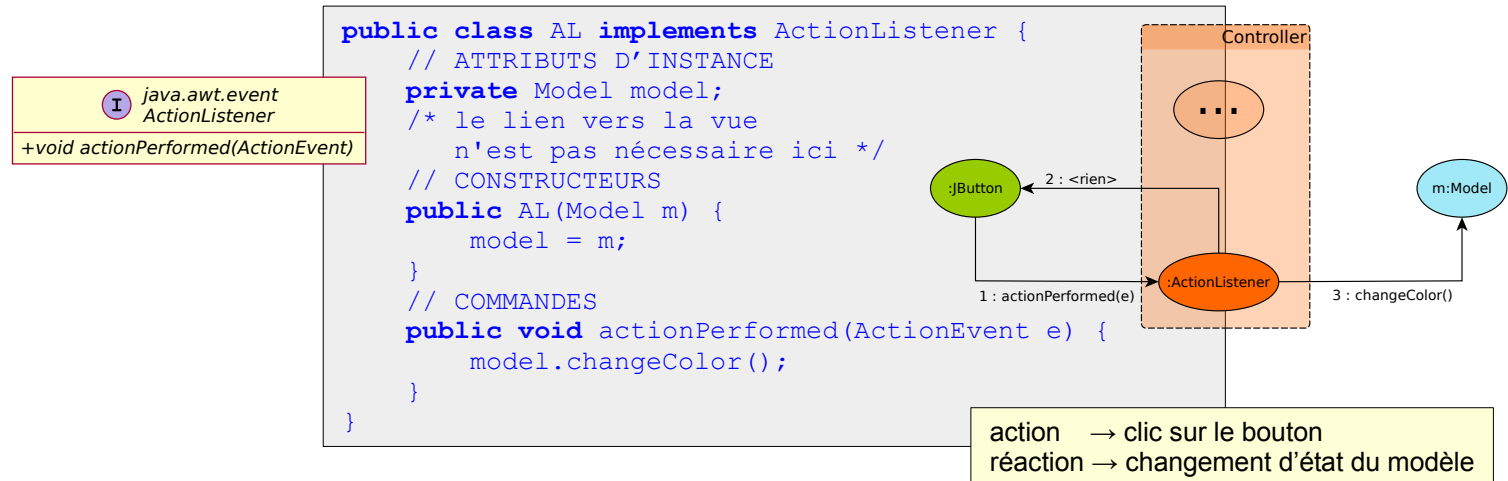 public class AL implements ActionListener {
// ATTRIBUTS D’INSTANCE
private Model model;
/* le lien vers la vue
n'est pas nécessaire ici */
// CONSTRUCTEURS
public AL(Model m) {
model = m;
}
// COMMANDES
public void actionPerformed(ActionEvent e) {
model.changeColor();
}
}
I
java.awt.event
ActionListener
+void actionPerformed(ActionEvent)
Controller
...
:JButton
2 : <rien>
m:Model
:ActionListener
1 : actionPerformed(e)
3 : changeColor()
action → clic sur le bouton
réaction → changement d’état du modèle